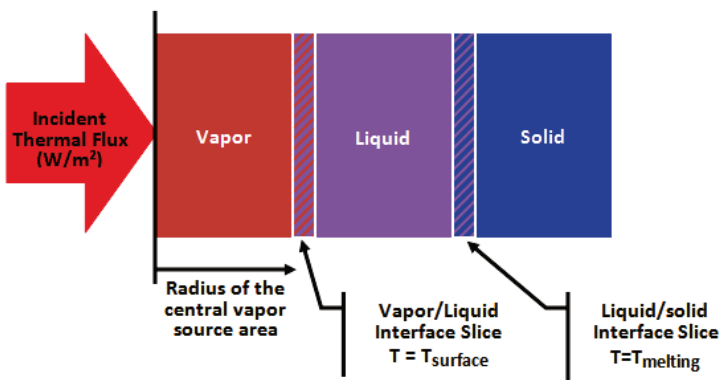 Incident
Thermal Flux
(W/m²)
Vapor
Liquid
Solid
Radius of the
central vapor
source area
Vapor/Liquid
Interface Slice
T = Tsurface
Liquid/solid
Interface Slice
T=Tmelting